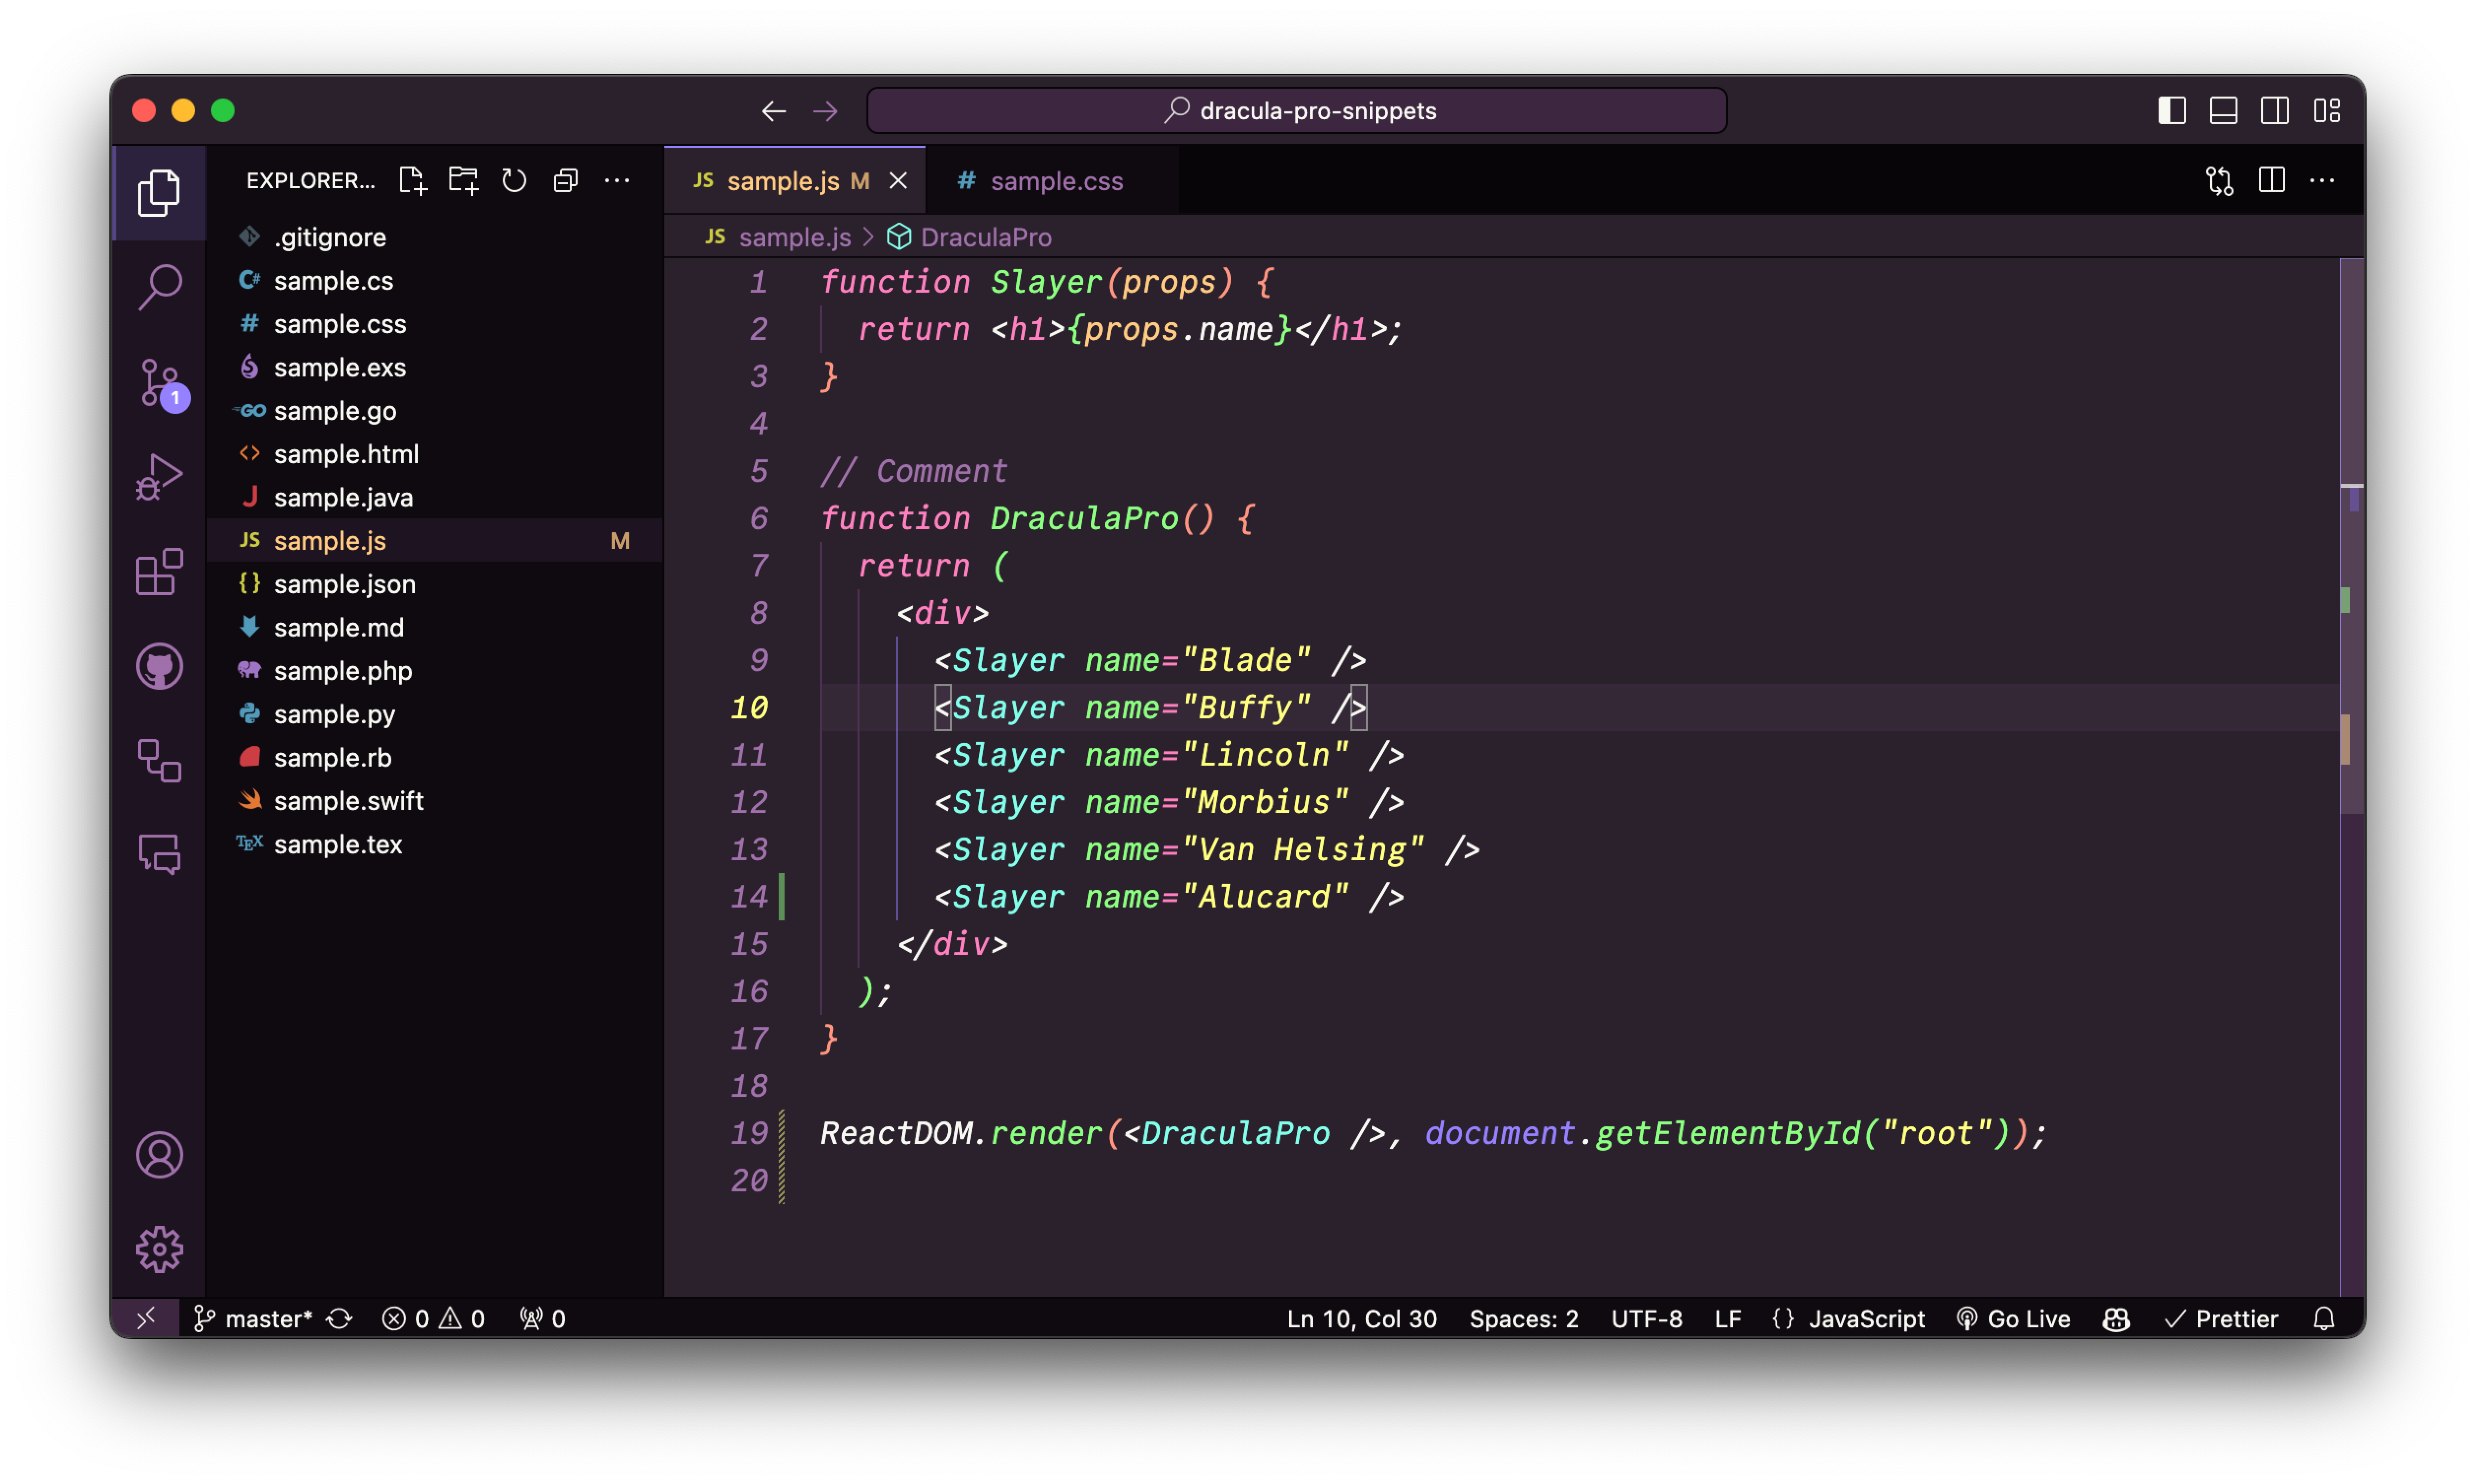 dracula-pro-snippets
EXPLORER...
JS sample.js M
# sample.css
.gitignore
C# sample.cs
# sample.css
sample.exs
GO sample.go
<> sample.html
J sample.java
JS sample.js M
{} sample.json
sample.md
sample.php
sample.py
sample.rb
sample.swift
TEX sample.tex
1
JS sample.js > DraculaPro
1 function Slayer(props) {
2 return <h1>{props.name}</h1>;
3 }
4
5 // Comment
6 function DraculaPro() {
7 return (
8 <div>
9 <Slayer name="Blade" />
10 <Slayer name="Buffy" />
11 <Slayer name="Lincoln" />
12 <Slayer name="Morbius" />
13 <Slayer name="Van Helsing" />
14 <Slayer name="Alucard" />
15 </div>
16 );
17 }
18
19 ReactDOM.render(<DraculaPro />, document.getElementById("root"));
20
master* 0 0 0 Ln 10, Col 30 Spaces: 2 UTF-8 LF {} JavaScript Go Live Prettier